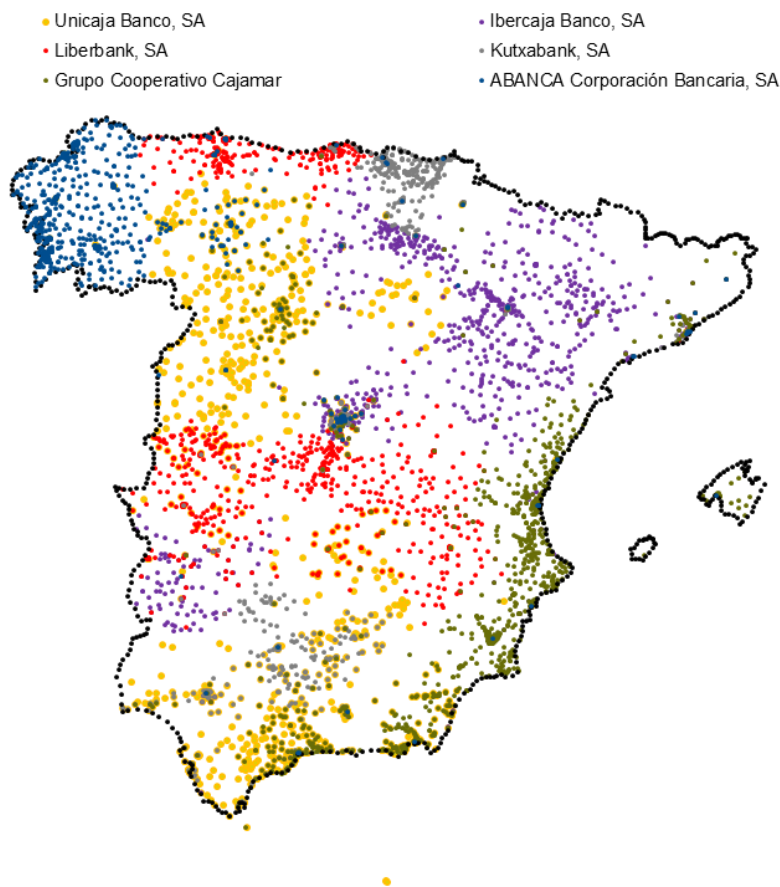 Unicaja Banco, SA
Liberbank, SA
Grupo Cooperativo Cajamar
Ibercaja Banco, SA
Kutxabank, SA
ABANCA Corporación Bancaria, SA